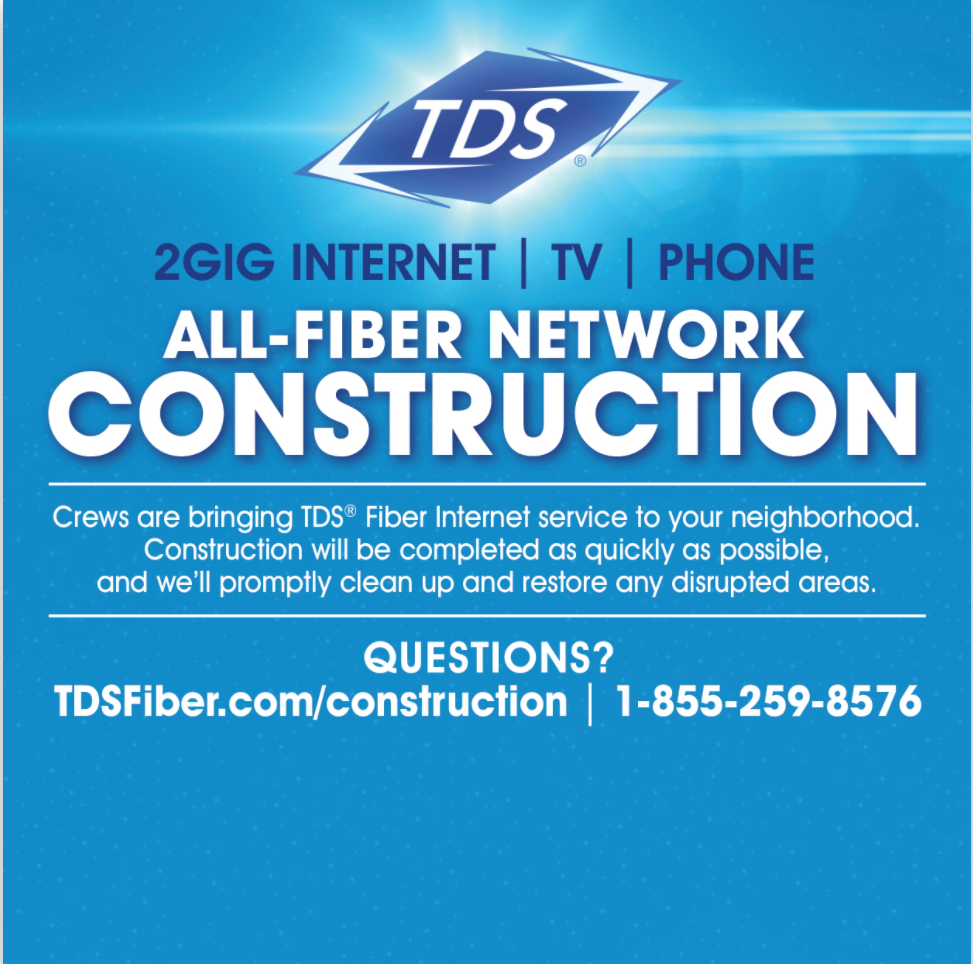 TDS®
2GIG INTERNET | TV | PHONE
ALL-FIBER NETWORK
CONSTRUCTION
Crews are bringing TDS® Fiber Internet service to your neighborhood.
Construction will be completed as quickly as possible,
and we'll promptly clean up and restore any disrupted areas.
QUESTIONS?
TDSFiber.com/construction | 1-855-259-8576